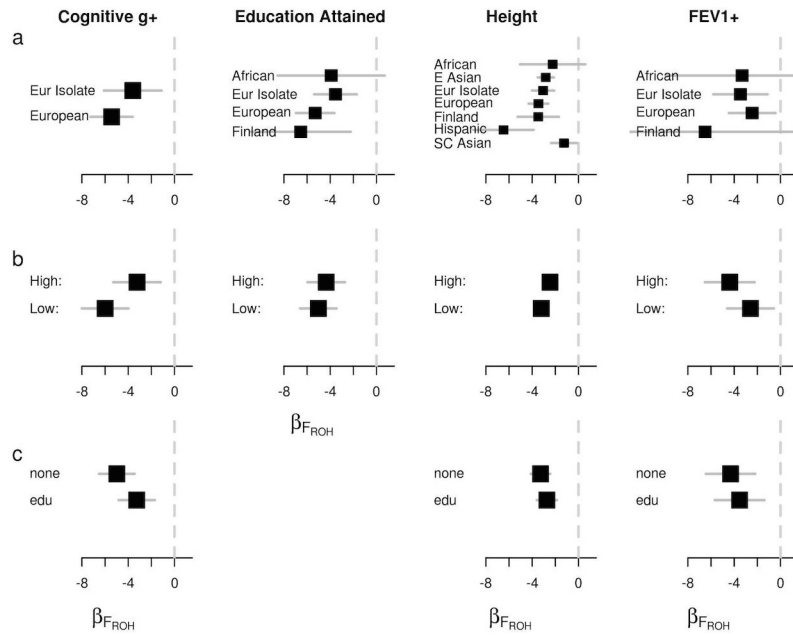 Cognitive g+ Education Attained Height FEV1+
a
Eur Isolate
European
-8 -4 0
African
Eur Isolate
European
Finland
-8 -4 0
African
E Asian
Eur Isolate
European
Finland
Hispanic
SC Asian
-8 -4 0
African
Eur Isolate
European
Finland
-8 -4 0
b
High:
Low:
-8 -4 0
High:
Low:
-8 -4 0
βFROH
High:
Low:
-8 -4 0
High:
Low:
-8 -4 0
c
none
edu
-8 -4 0
βFROH
none
edu
-8 -4 0
βFROH
none
edu
-8 -4 0
βFROH